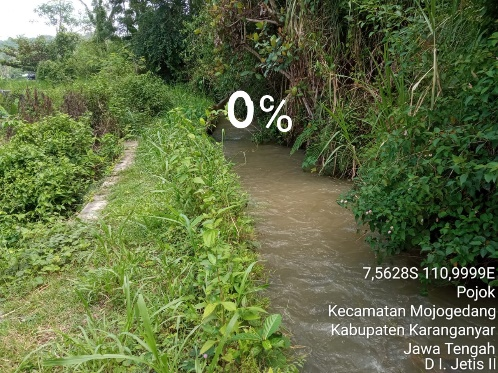 0%
7,5628S 110,9999E
Pojok
Kecamatan Mojogedang
Kabupaten Karanganyar
Jawa Tengah
D I. Jetis II